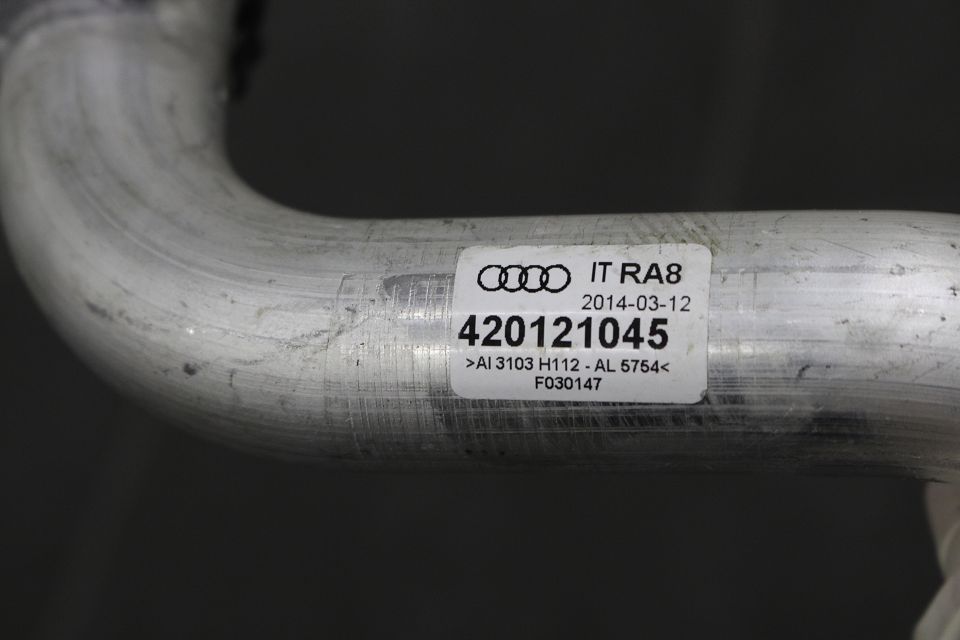 IT RA8
2014-03-12
420121045
>Al 3103 H112 - AL 5754<
F030147